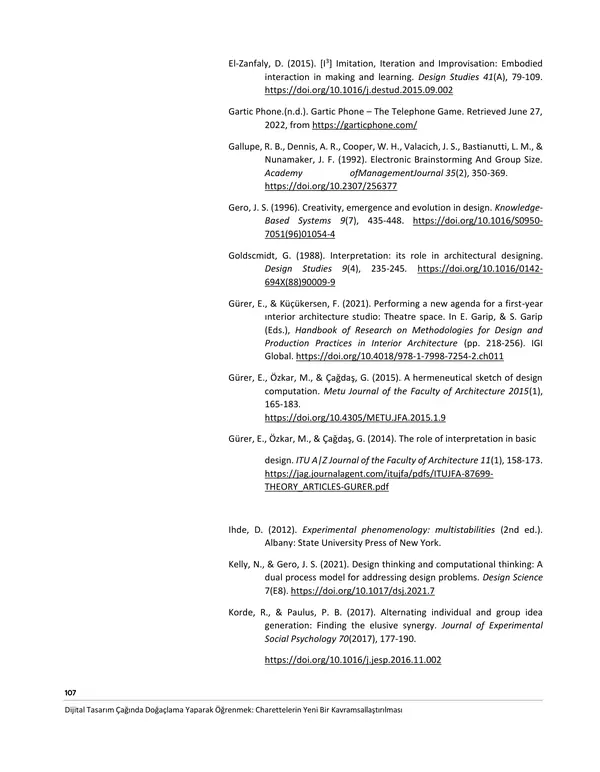 El-Zanfaly, D. (2015). [I³] Imitation, Iteration and Improvisation: Embodied
interaction in making and learning. Design Studies 41(A), 79-109.
https://doi.org/10.1016/j.destud.2015.09.002
Gartic Phone.(n.d.). Gartic Phone – The Telephone Game. Retrieved June 27,
2022, from https://garticphone.com/
Gallupe, R. B., Dennis, A. R., Cooper, W. H., Valacich, J. S., Bastianutti, L. M., &
Nunamaker, J. F. (1992). Electronic Brainstorming And Group Size.
Academy ofManagementJournal 35(2), 350-369.
https://doi.org/10.2307/256377
Gero, J. S. (1996). Creativity, emergence and evolution in design. Knowledge-
Based Systems 9(7), 435-448. https://doi.org/10.1016/S0950-
7051(96)01054-4
Goldscmidt, G. (1988). Interpretation: its role in architectural designing.
Design Studies 9(4), 235-245. https://doi.org/10.1016/0142-
694X(88)90009-9
Gürer, E., & Küçükersen, F. (2021). Performing a new agenda for a first-year
ınterior architecture studio: Theatre space. In E. Garip, & S. Garip
(Eds.), Handbook of Research on Methodologies for Design and
Production Practices in Interior Architecture (pp. 218-256). IGI
Global. https://doi.org/10.4018/978-1-7998-7254-2.ch011
Gürer, E., Özkar, M., & Çağdaş, G. (2015). A hermeneutical sketch of design
computation. Metu Journal of the Faculty of Architecture 2015(1),
165-183.
https://doi.org/10.4305/METU.JFA.2015.1.9
Gürer, E., Özkar, M., & Çağdaş, G. (2014). The role of interpretation in basic
design. ITU A|Z Journal of the Faculty of Architecture 11(1), 158-173.
https://jag.journalagent.com/itujfa/pdfs/ITUJFA-87699-
THEORY_ARTICLES-GURER.pdf
Ihde, D. (2012). Experimental phenomenology: multistabilities (2nd ed.).
Albany: State University Press of New York.
Kelly, N., & Gero, J. S. (2021). Design thinking and computational thinking: A
dual process model for addressing design problems. Design Science
7(E8). https://doi.org/10.1017/dsj.2021.7
Korde, R., & Paulus, P. B. (2017). Alternating individual and group idea
generation: Finding the elusive synergy. Journal of Experimental
Social Psychology 70(2017), 177-190.
https://doi.org/10.1016/j.jesp.2016.11.002
107
Dijital Tasarım Çağında Doğaçlama Yaparak Öğrenmek: Charettelerin Yeni Bir Kavramsallaştırılması